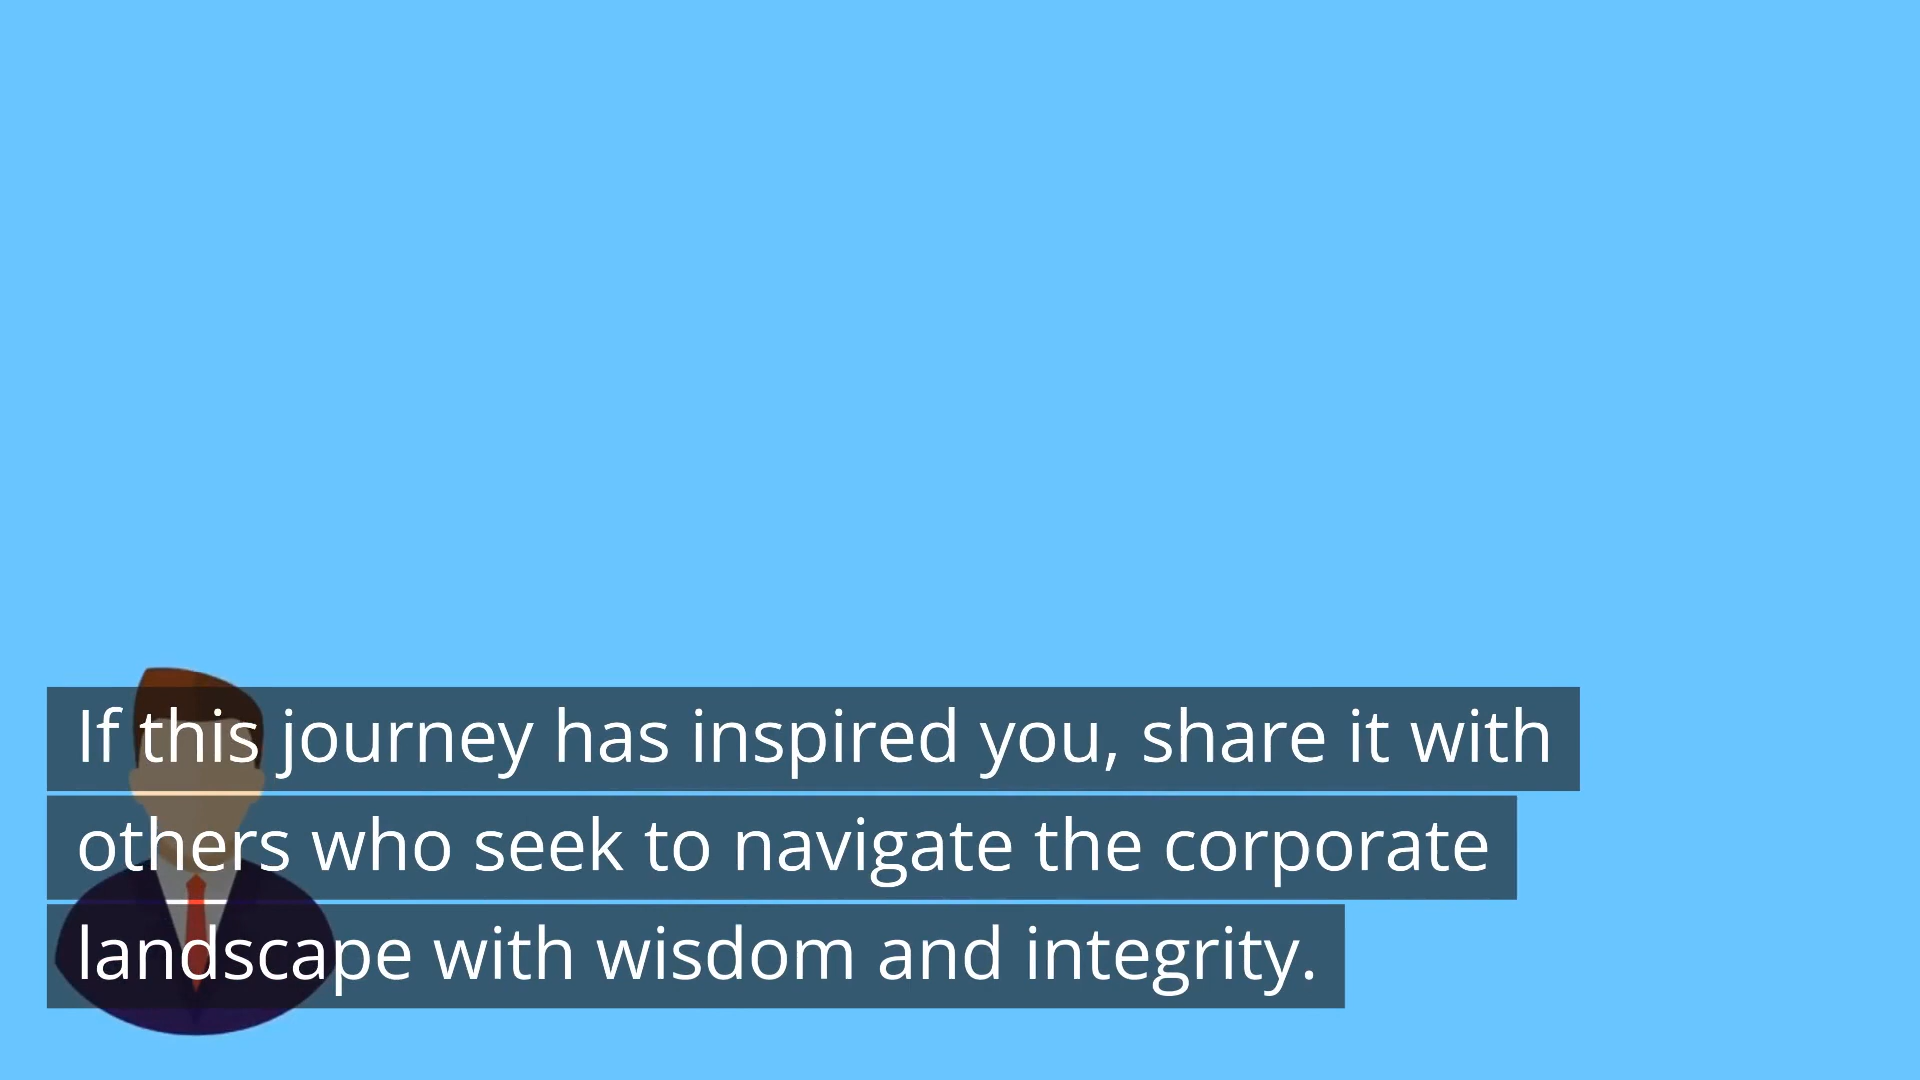 If this journey has inspired you, share it with
others who seek to navigate the corporate
landscape with wisdom and integrity.